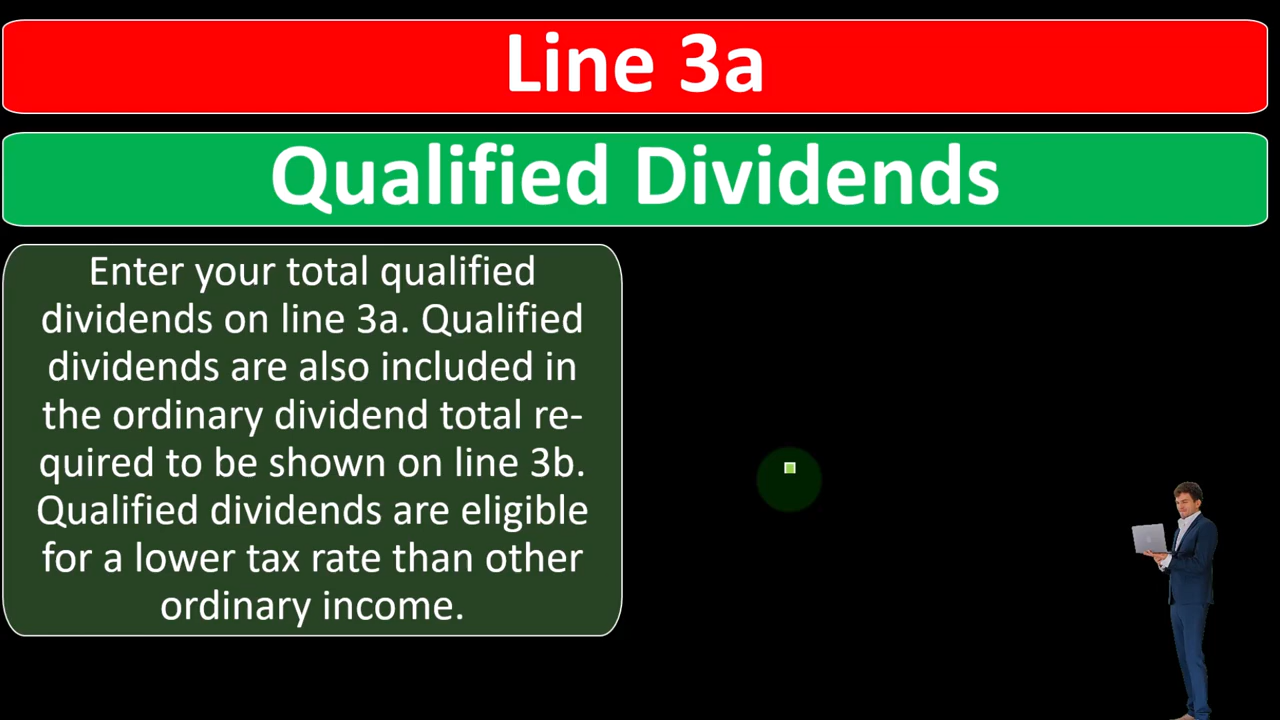 Line 3a
Qualified Dividends
Enter your total qualified
dividends on line 3a. Qualified
dividends are also included in
the ordinary dividend total re-
quired to be shown on line 3b.
Qualified dividends are eligible
for a lower tax rate than other
ordinary income.